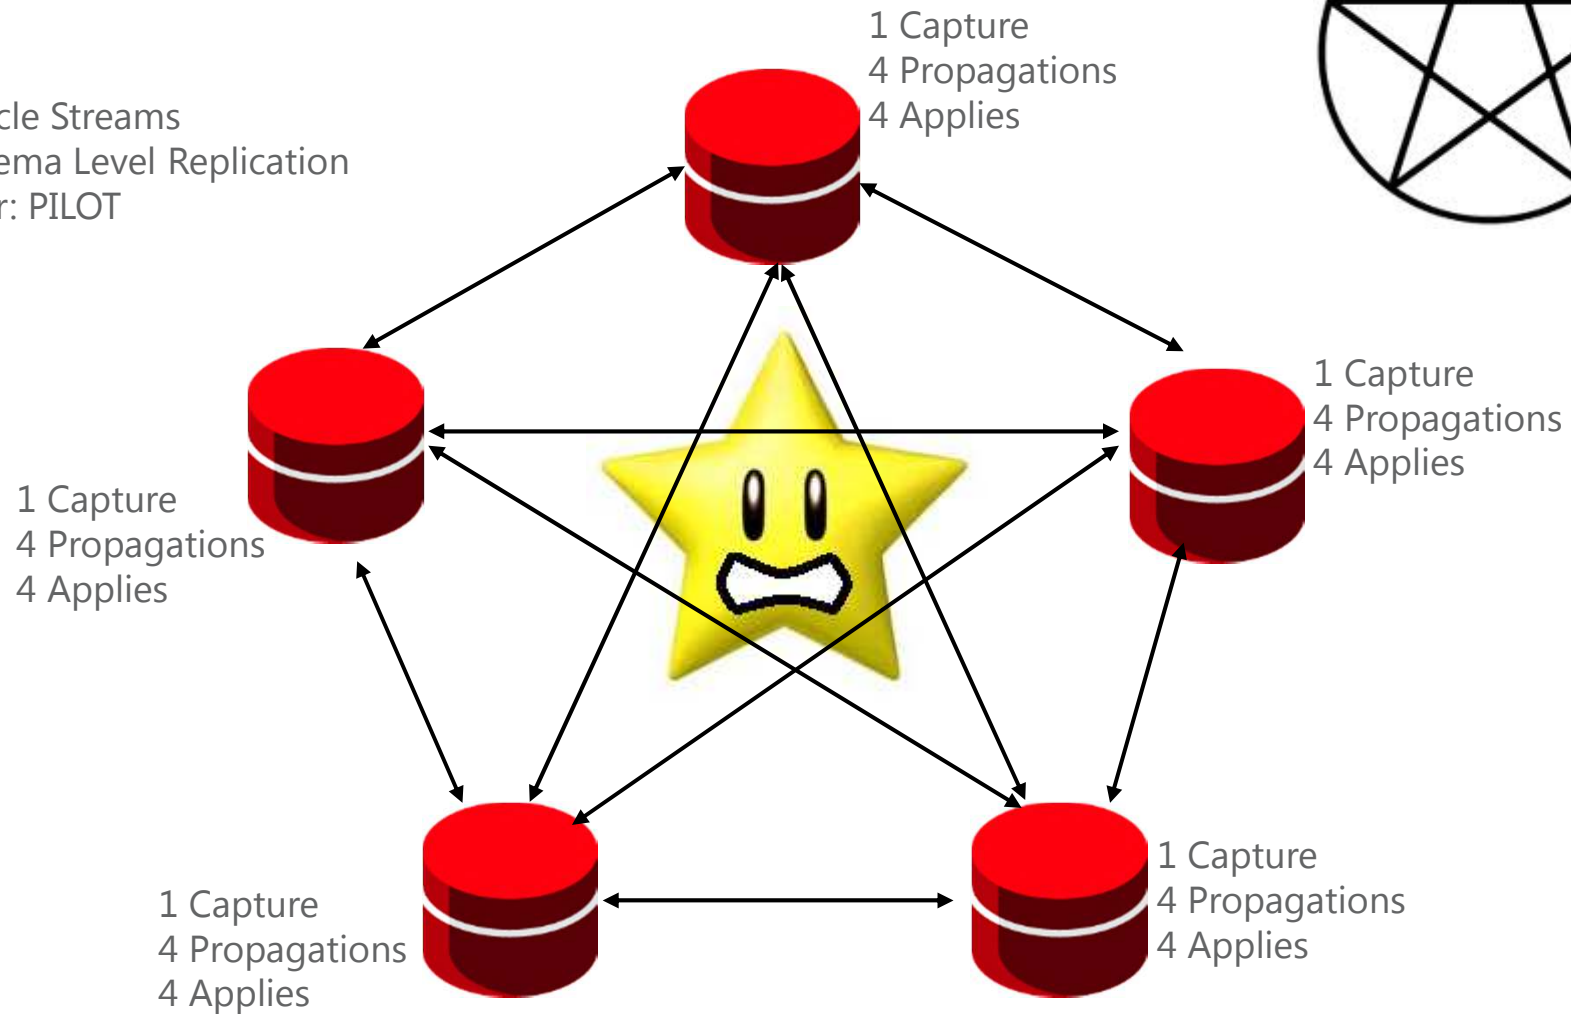 1 Capture
4 Propagations
4 Applies
cle Streams
ema Level Replication
r: PILOT
1 Capture
4 Propagations
4 Applies
1 Capture
4 Propagations
4 Applies
1 Capture
4 Propagations
4 Applies
1 Capture
4 Propagations
4 Applies